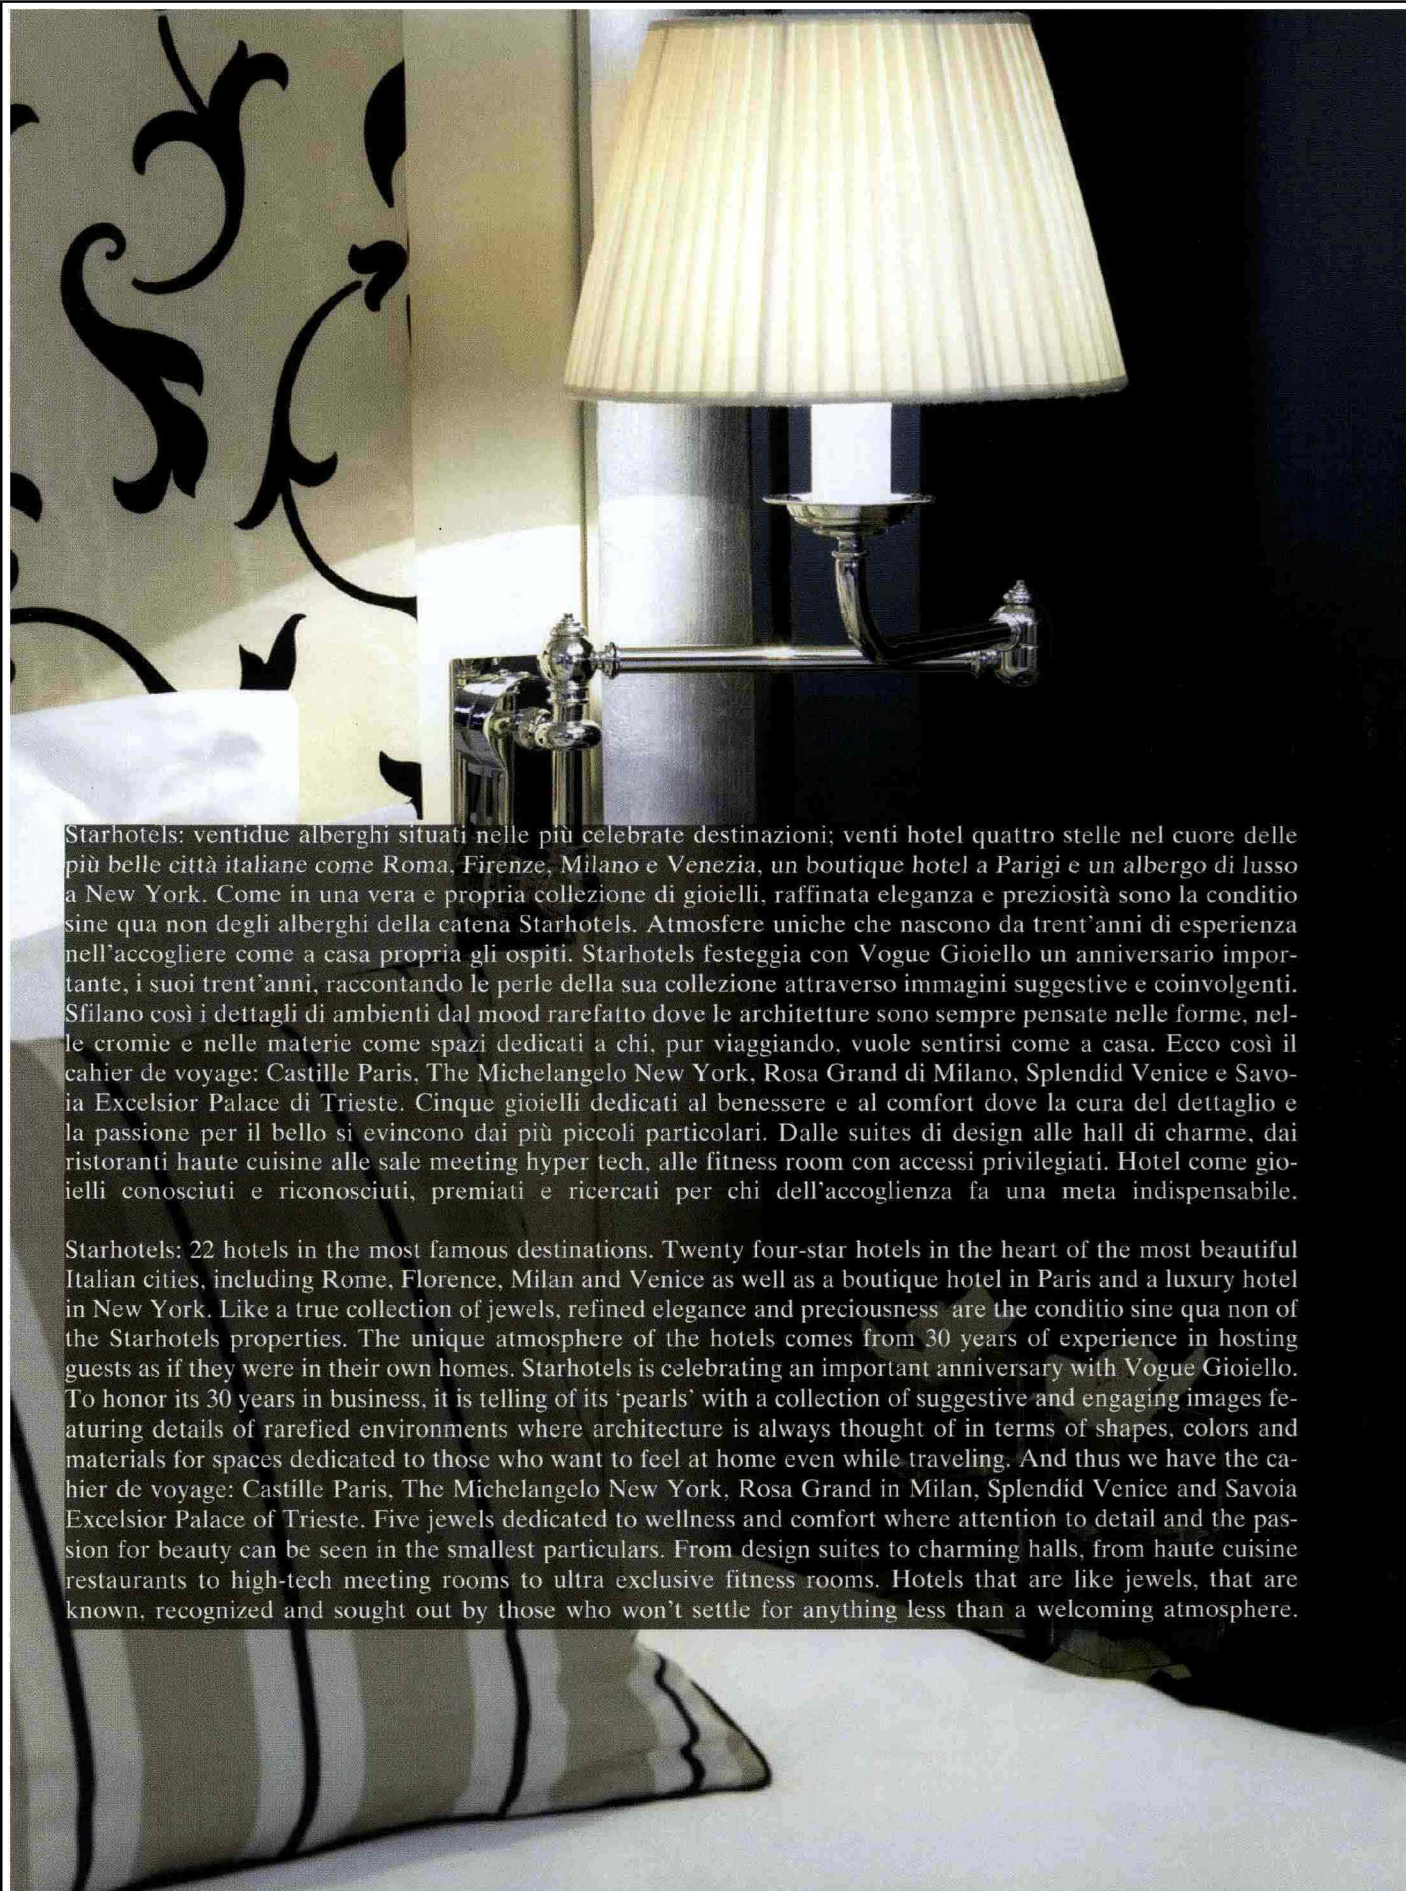 Starhotels: ventidue alberghi situati nelle più celebrate destinazioni; venti hotel quattro stelle nel cuore delle
più belle città italiane come Roma, Firenze, Milano e Venezia, un boutique hotel a Parigi e un albergo di lusso
a New York. Come in una vera e propria collezione di gioielli, raffinata eleganza e preziosità sono la conditio
sine qua non degli alberghi della catena Starhotels. Atmosfere uniche che nascono da trent'anni di esperienza
nell'accogliere come a casa propria gli ospiti. Starhotels festeggia con Vogue Gioiello un anniversario impor-
tante, i suoi trent'anni, raccontando le perle della sua collezione attraverso immagini suggestive e coinvolgenti.
Sfilano così i dettagli di ambienti dal mood rarefatto dove le architetture sono sempre pensate nelle forme, nel-
le cromie e nelle materie come spazi dedicati a chi, pur viaggiando, vuole sentirsi come a casa. Ecco così il
cahier de voyage: Castille Paris, The Michelangelo New York, Rosa Grand di Milano, Splendid Venice e Savo-
ia Excelsior Palace di Trieste. Cinque gioielli dedicati al benessere e al comfort dove la cura del dettaglio e
la passione per il bello si evincono dai più piccoli particolari. Dalle suites di design alle hall di charme, dai
ristoranti haute cuisine alle sale meeting hyper tech, alle fitness room con accessi privilegiati. Hotel come gio-
ielli conosciuti e riconosciuti, premiati e ricercati per chi dell'accoglienza fa una meta indispensabile.
Starhotels: 22 hotels in the most famous destinations. Twenty four-star hotels in the heart of the most beautiful
Italian cities, including Rome, Florence, Milan and Venice as well as a boutique hotel in Paris and a luxury hotel
in New York. Like a true collection of jewels, refined elegance and preciousness are the conditio sine qua non of
the Starhotels properties. The unique atmosphere of the hotels comes from 30 years of experience in hosting
guests as if they were in their own homes. Starhotels is celebrating an important anniversary with Vogue Gioiello.
To honor its 30 years in business, it is telling of its ‘pearls’ with a collection of suggestive and engaging images fe-
aturing details of rarefied environments where architecture is always thought of in terms of shapes, colors and
materials for spaces dedicated to those who want to feel at home even while traveling. And thus we have the ca-
hier de voyage: Castille Paris, The Michelangelo New York, Rosa Grand in Milan, Splendid Venice and Savoia
Excelsior Palace of Trieste. Five jewels dedicated to wellness and comfort where attention to detail and the pas-
sion for beauty can be seen in the smallest particulars. From design suites to charming halls, from haute cuisine
restaurants to high-tech meeting rooms to ultra exclusive fitness rooms. Hotels that are like jewels, that are
known, recognized and sought out by those who won't settle for anything less than a welcoming atmosphere.